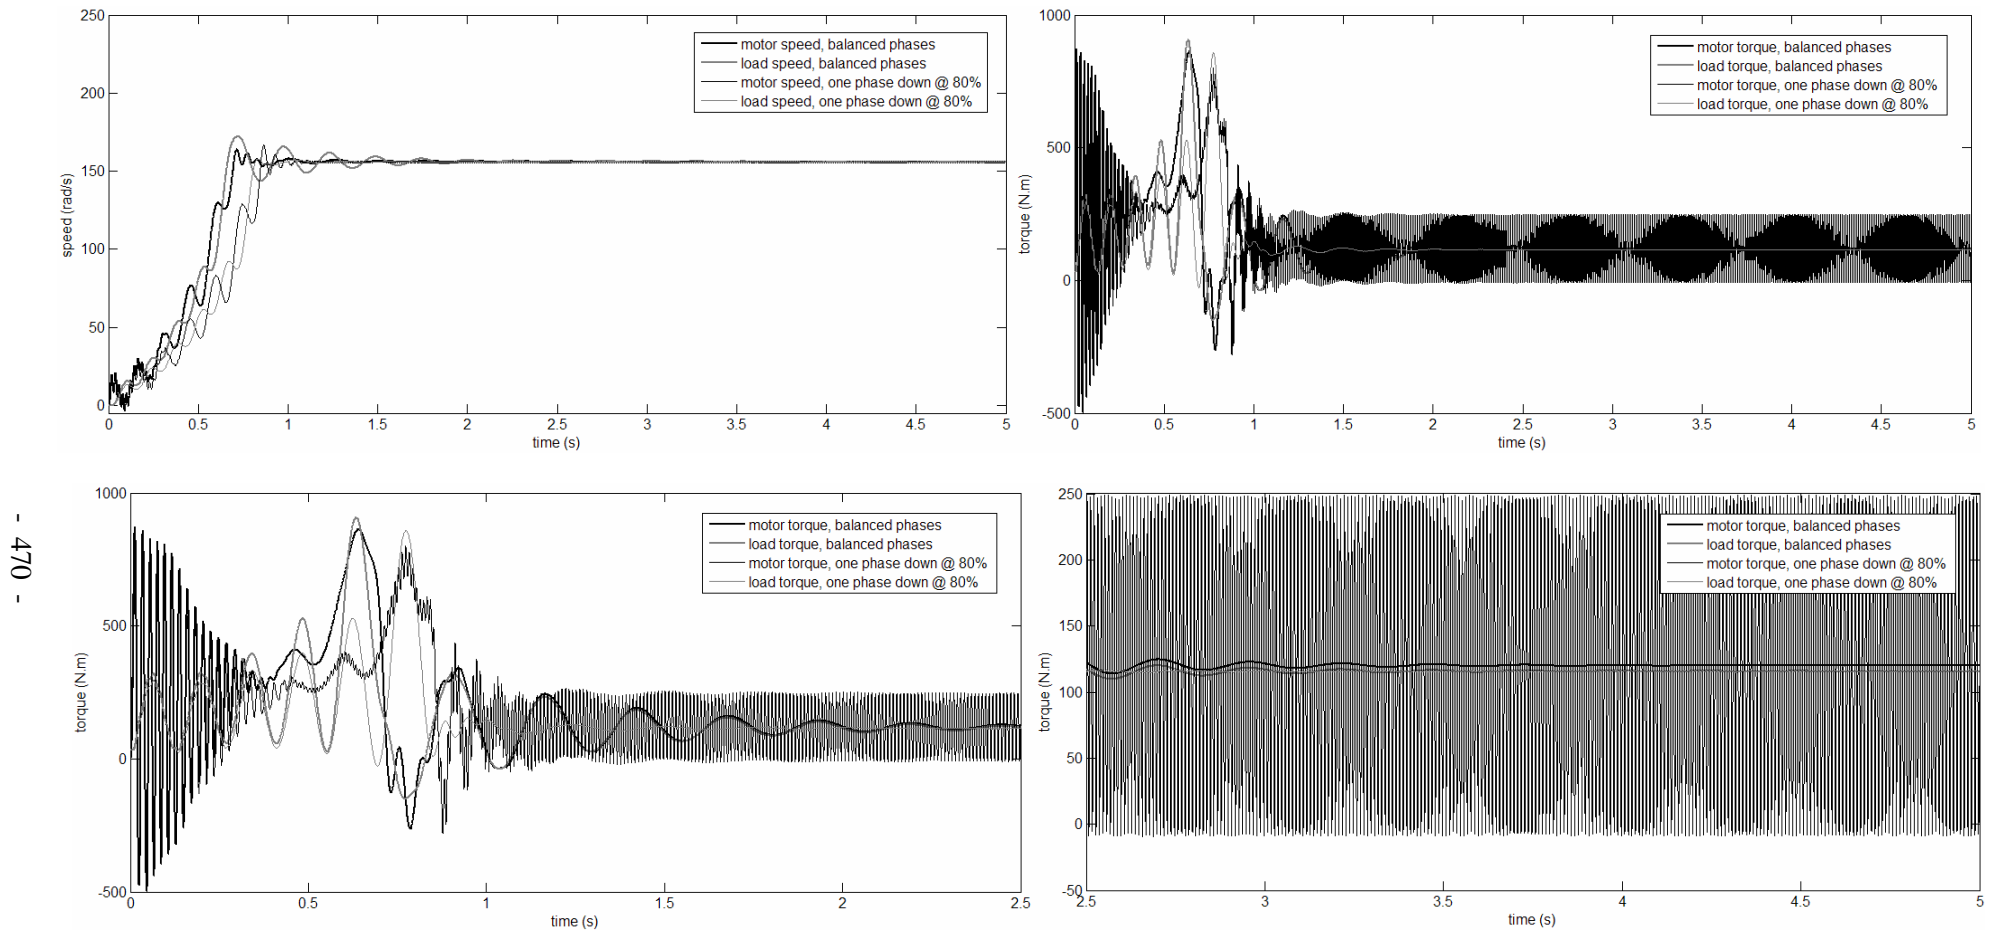 250
200
150
100
50
0
speed (rad/s)
motor speed, balanced phases
load speed, balanced phases
motor speed, one phase down @ 80%
load speed, one phase down @ 80%
0 0.5 1 1.5 2 2.5 3 3.5 4 4.5 5
time (s)
1000
500
0
-500
torque (N.m)
motor torque, balanced phases
load torque, balanced phases
motor torque, one phase down @ 80%
load torque, one phase down @ 80%
0 0.5 1 1.5 2 2.5 3 3.5 4 4.5 5
time (s)
- 470 -
1000
500
0
-500
torque (N.m)
motor torque, balanced phases
load torque, balanced phases
motor torque, one phase down @ 80%
load torque, one phase down @ 80%
0 0.5 1 1.5 2 2.5
time (s)
250
200
150
100
50
0
-50
torque (N.m)
motor torque, balanced phases
load torque, balanced phases
motor torque, one phase down @ 80%
load torque, one phase down @ 80%
2.5 3 3.5 4 4.5 5
time (s)